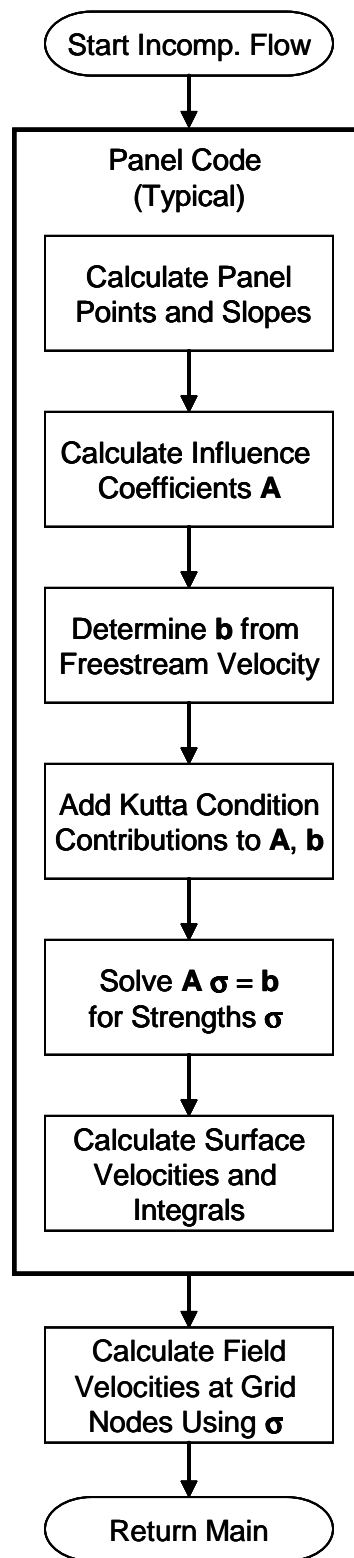 Start Incomp. Flow
Panel Code
(Typical)
Calculate Panel
Points and Slopes
Calculate Influence
Coefficients A
Determine b from
Freestream Velocity
Add Kutta Condition
Contributions to A, b
Solve A σ = b
for Strengths σ
Calculate Surface
Velocities and
Integrals
Calculate Field
Velocities at Grid
Nodes Using σ
Return Main